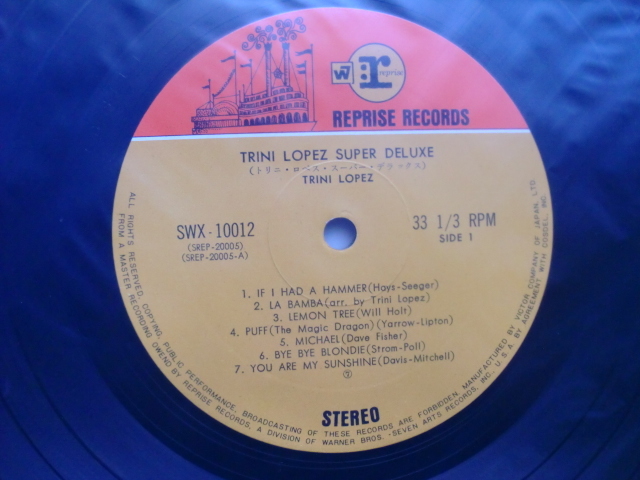 W7
r:reprise
REPRISE RECORDS
TRINI LOPEZ SUPER DELUXE
(トリニ・ロペス・スーパー・デラックス)
TRINI LOPEZ
SWX-10012
(SREP-20005)
(SREP-20005-A)
33 1/3 RPM
SIDE 1
1. IF I HAD A HAMMER(Hays-Seeger)
2. LA BAMBA(arr. by Trini Lopez)
3. LEMON TREE(Will Holt)
4. PUFF(The Magic Dragon)(Yarrow-Lipton)
5. MICHAEL(Dave Fisher)
6. BYE BYE BLONDIE(Strom-Poll)
7. YOU ARE MY SUNSHINE(Davis-Mitchell)
③
STEREO
ALL RIGHTS RESERVED. COPYING, PUBLIC PERFORMANCE, BROADCASTING OF THESE RECORDS ARE FORBIDDEN. MANUFACTURED BY VICTOR COMPANY OF JAPAN, LTD.
FROM A MASTER RECORDING OWEND BY REPRISE RECORDS, A DIVISION OF WARNER BROS.-SEVEN ARTS RECORDS, INC., U.S.A. BY AGREEMENT WITH COSDEL, INC.